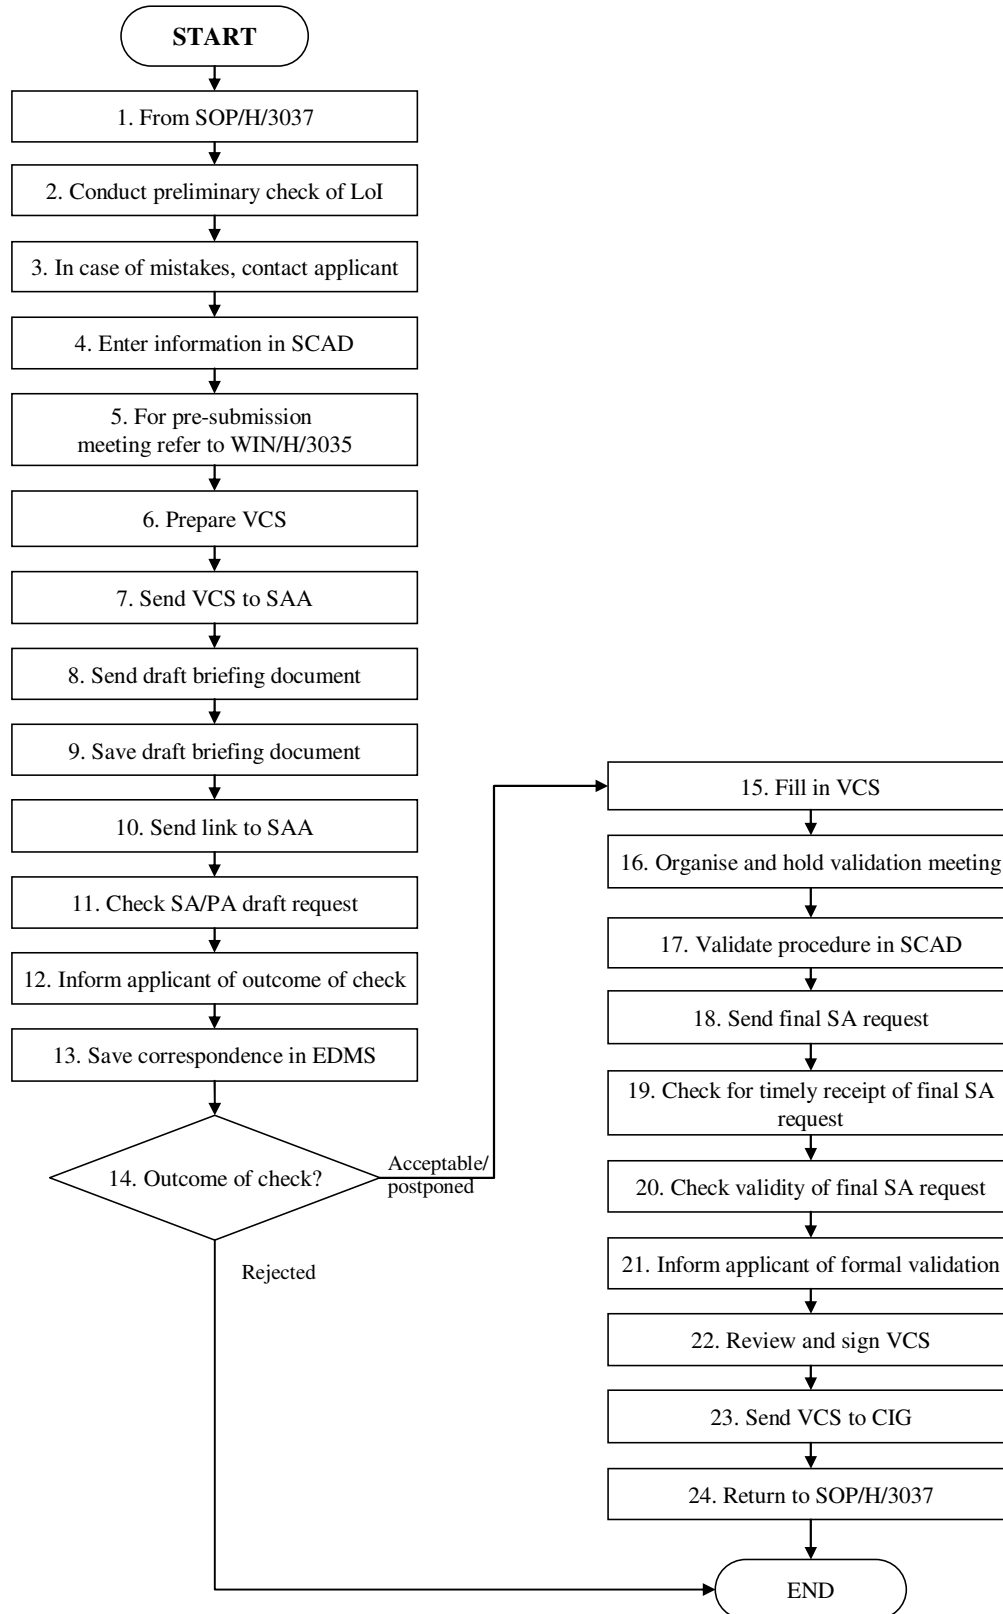 START
1. From SOP/H/3037
2. Conduct preliminary check of LoI
3. In case of mistakes, contact applicant
4. Enter information in SCAD
5. For pre-submission
meeting refer to WIN/H/3035
6. Prepare VCS
7. Send VCS to SAA
8. Send draft briefing document
9. Save draft briefing document
10. Send link to SAA
11. Check SA/PA draft request
12. Inform applicant of outcome of check
13. Save correspondence in EDMS
14. Outcome of check?
Acceptable/
postponed
Rejected
15. Fill in VCS
16. Organise and hold validation meeting
17. Validate procedure in SCAD
18. Send final SA request
19. Check for timely receipt of final SA
request
20. Check validity of final SA request
21. Inform applicant of formal validation
22. Review and sign VCS
23. Send VCS to CIG
24. Return to SOP/H/3037
END